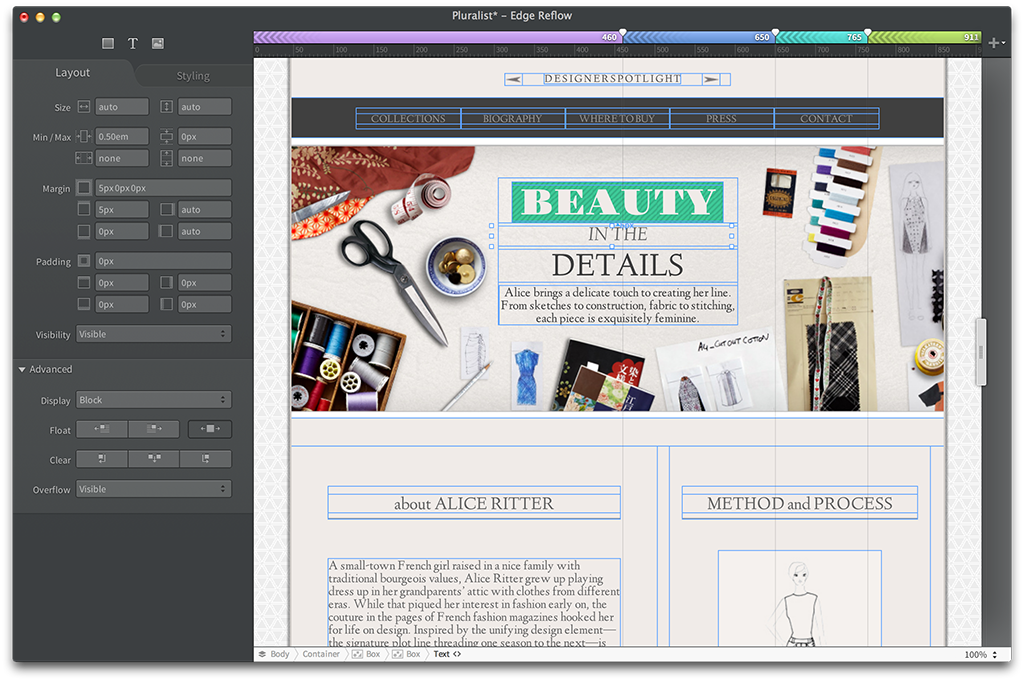 Pluralist* – Edge Reflow
T
460
650
765
911
0 50 100 150 200 250 300 350 400 450 500 550 600 650 700 750 800 850
Layout
Styling
Size auto auto
Min / Max 0.50em 0px
none none
Margin 5px 0px 0px
5px auto
0px auto
Padding 0px
0px 0px
0px 0px
Visibility Visible
Advanced
Display Block
Float
Clear
Overflow Visible
DESIGNERSPOTLIGHT
COLLECTIONS BIOGRAPHY WHERE TO BUY PRESS CONTACT
BEAUTY
IN THE
DETAILS
Alice brings a delicate touch to creating her line.
From sketches to construction, fabric to stitching,
each piece is exquisitely feminine.
A4_CUT OUT COTTON
about ALICE RITTER
METHOD and PROCESS
A small-town French girl raised in a nice family with
traditional bourgeois values, Alice Ritter grew up playing
dress up in her grandparents' attic with clothes from different
eras. While that piqued her interest in fashion early on, the
couture in the pages of French fashion magazines hooked her
for life on design. Inspired by the unifying design element—
the signature plot line threading one season to the next—is
Body Container Box Box Text
100%